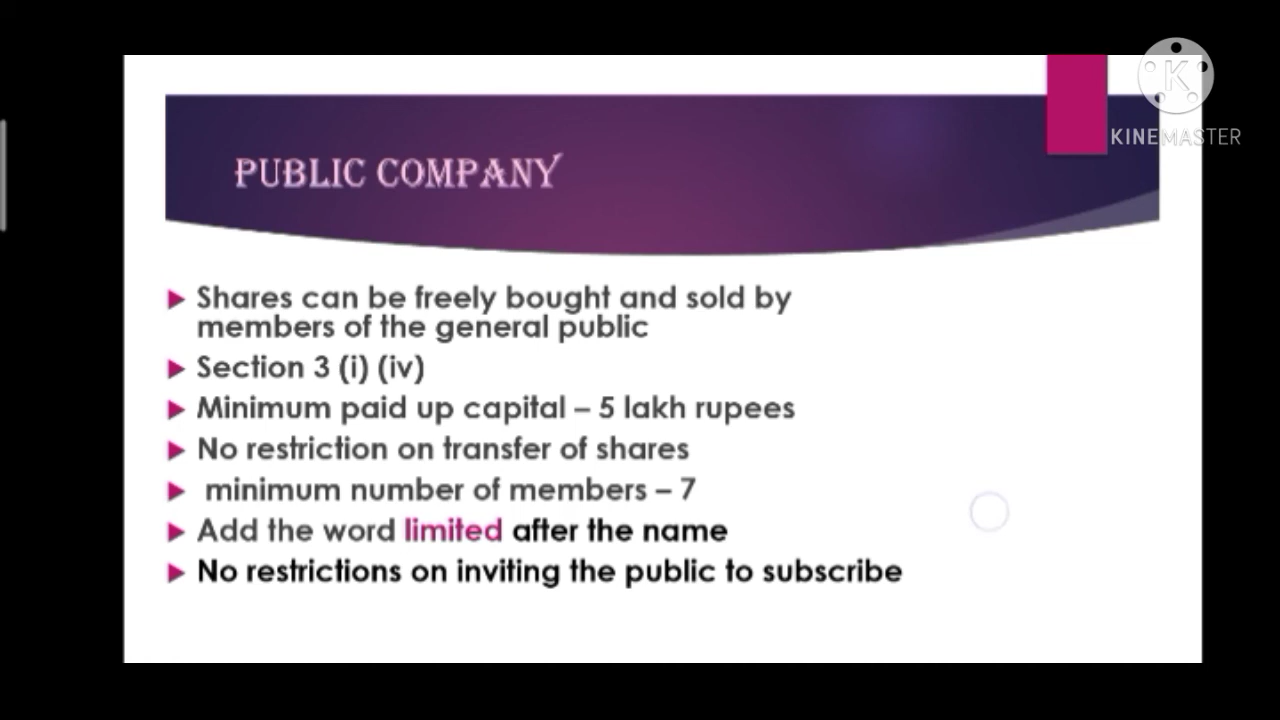 KINEMASTER
PUBLIC COMPANY
Shares can be freely bought and sold by
members of the general public
Section 3 (i) (iv)
Minimum paid up capital – 5 lakh rupees
No restriction on transfer of shares
minimum number of members – 7
Add the word limited after the name
No restrictions on inviting the public to subscribe